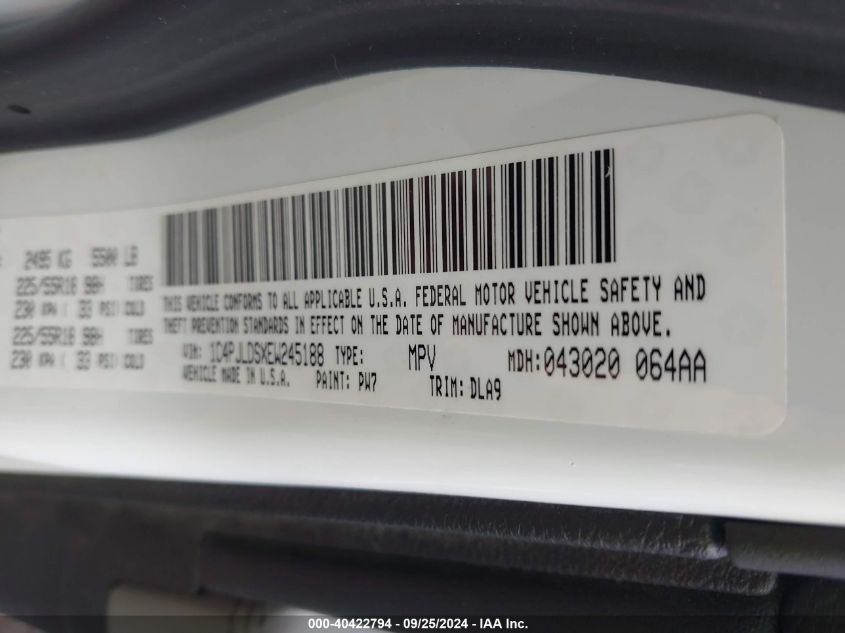 2495 KG 5500 LB
225/55R18 98H TIRES
230 KPA ( 33 PSI) COLD
225/55R18 98H TIRES
230 KPA ( 33 PSI) COLD
THIS VEHICLE CONFORMS TO ALL APPLICABLE U.S.A. FEDERAL MOTOR VEHICLE SAFETY AND
THEFT PREVENTION STANDARDS IN EFFECT ON THE DATE OF MANUFACTURE SHOWN ABOVE.
VIN: 1C4PJLDSXEW245188 TYPE: MPV MDH: 043020 064AA
VEHICLE MADE IN U.S.A. PAINT: PW7 TRIM: DLA9
000-40422794 - 09/25/2024 - IAA Inc.